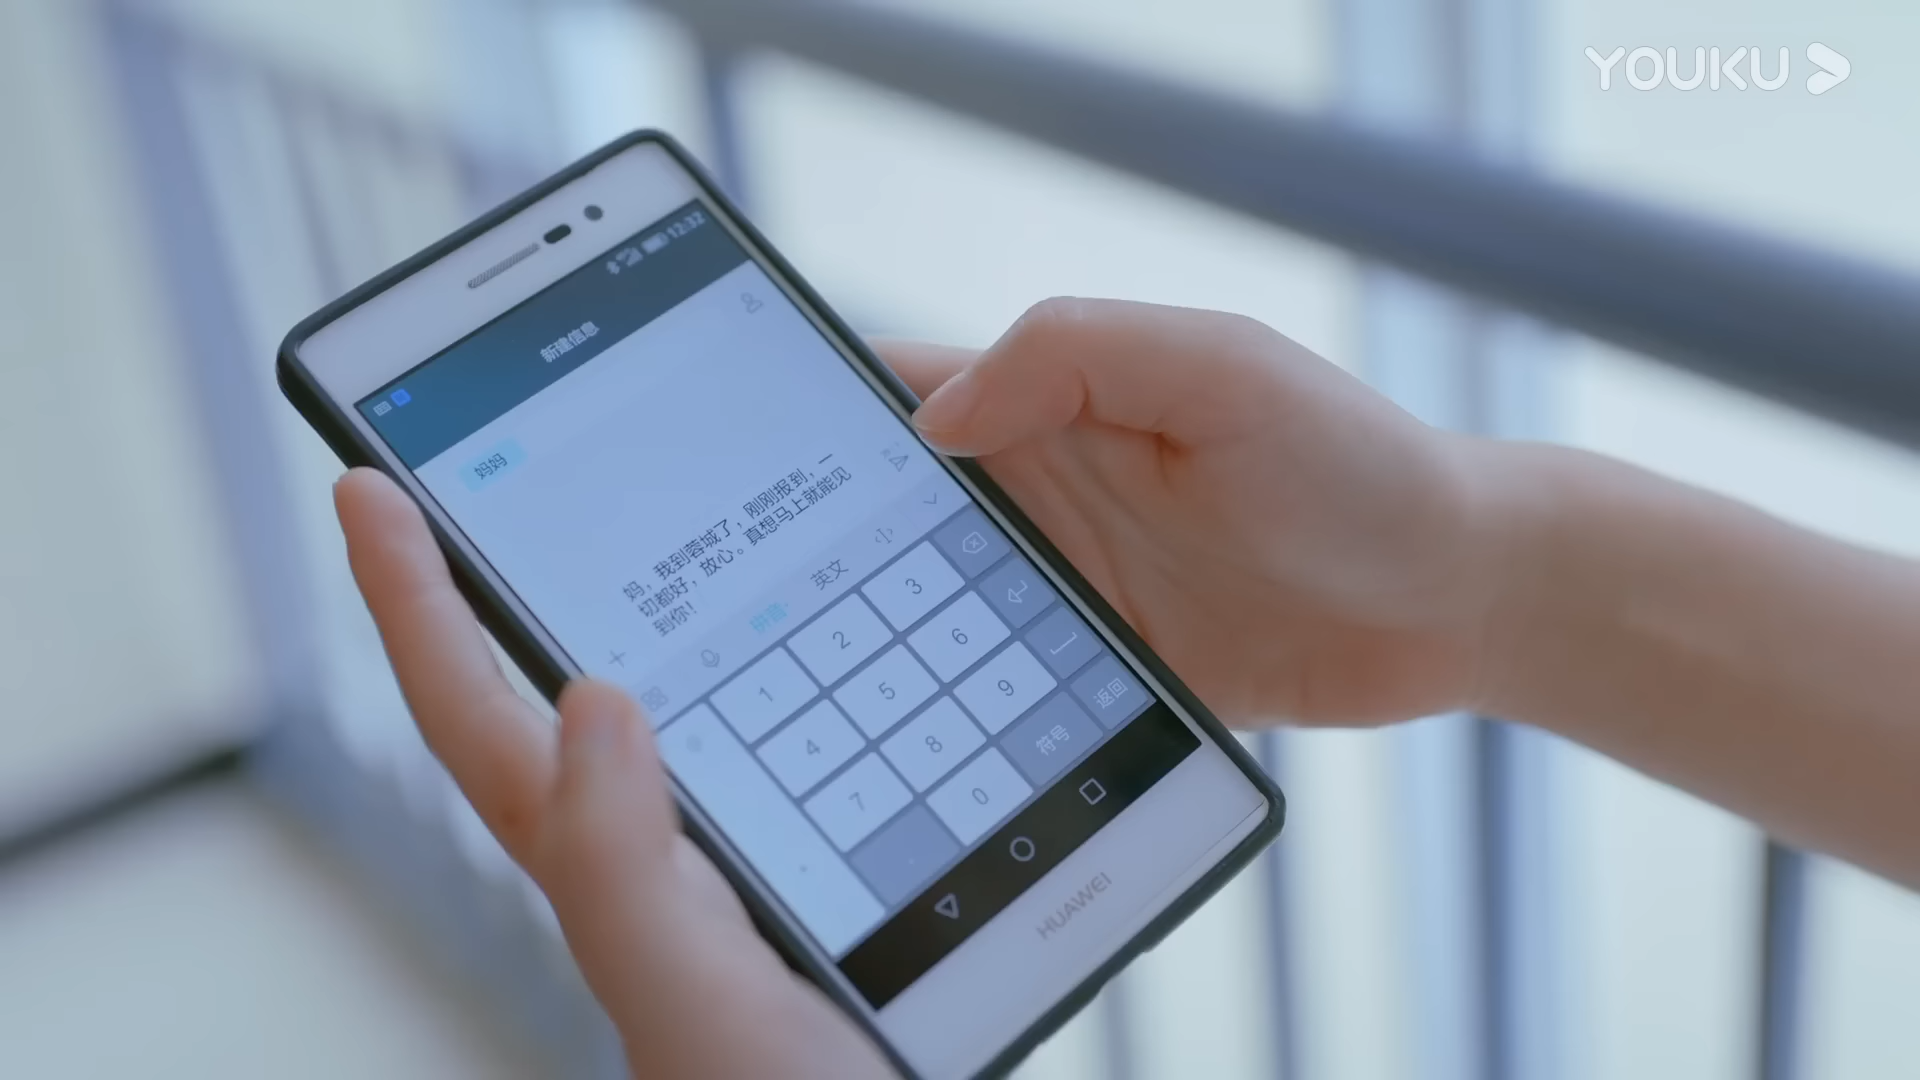 YOUKU
12:32
新建信息
妈妈
妈，我到蓉城了，刚刚报到，一
切都好，放心。真想马上就能见
到你！
拼音
英文
1
2
3
4
5
6
7
8
9
符号
返回
0
HUAWEI